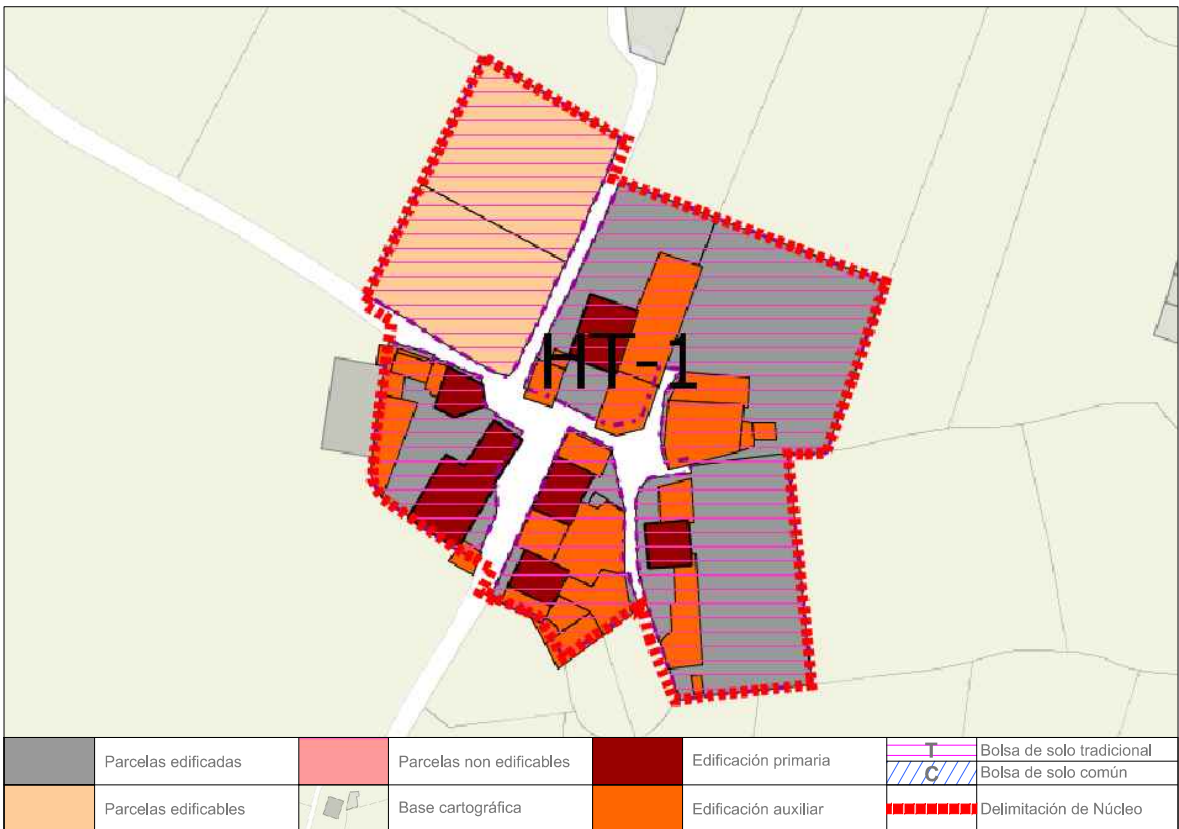 HT-1
Parcelas edificadas
Parcelas non edificables
Edificación primaria
T
Bolsa de solo tradicional
C
Bolsa de solo común
Parcelas edificables
Base cartográfica
Edificación auxiliar
Delimitación de Núcleo